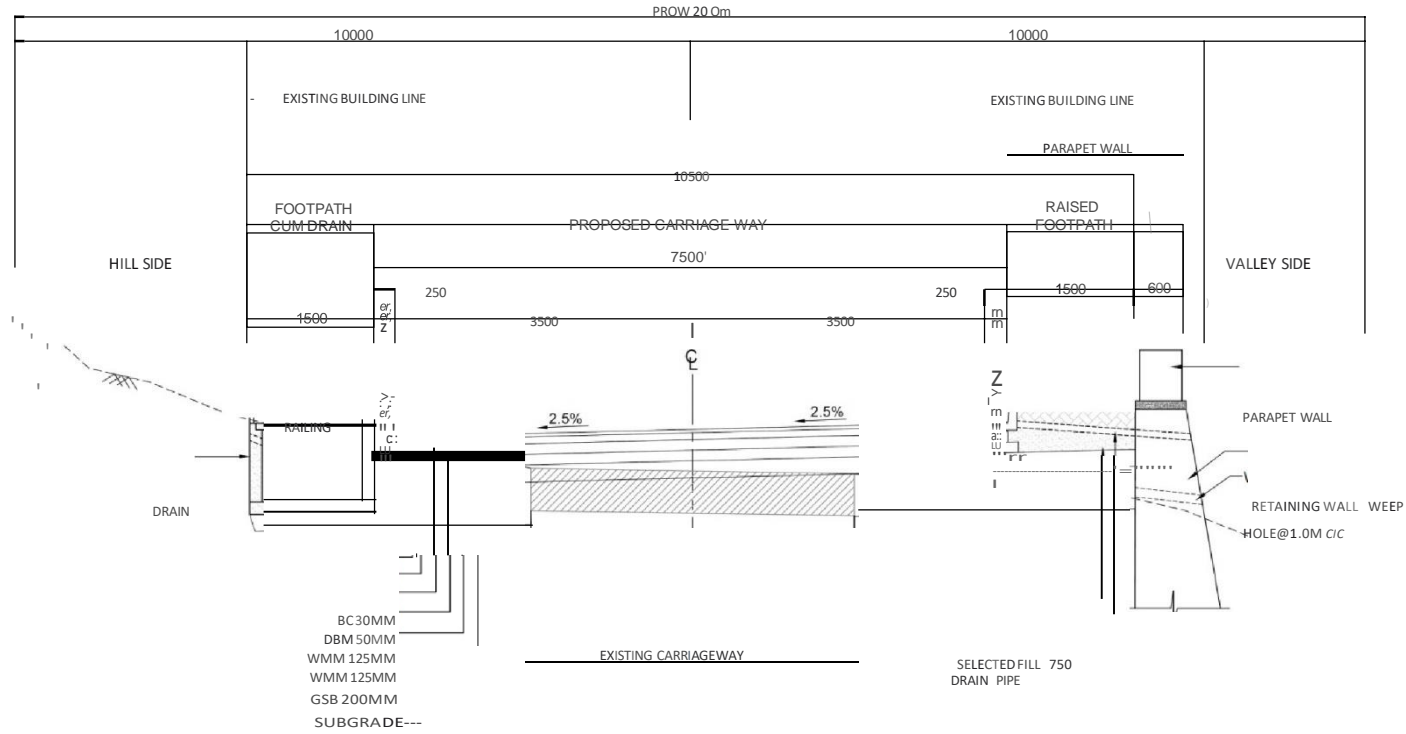 PROW 20 Om
10000
10000
- EXISTING BUILDING LINE
EXISTING BUILDING LINE
PARAPET WALL
10500
FOOTPATH
CUM DRAIN
PROPOSED CARRIAGE WAY
RAISED
FOOTPATH
HILL SIDE
7500'
VALLEY SIDE
250
250
1500
600
1500
3500
3500
2.5%
2.5%
RAILING
PARAPET WALL
DRAIN
RETAINING WALL WEEP
HOLE@1.0M C/C
BC30MM
DBM 50MM
WMM 125MM
WMM 125MM
GSB 200MM
SUBGRADE---
EXISTING CARRIAGEWAY
SELECTED FILL 750
DRAIN PIPE